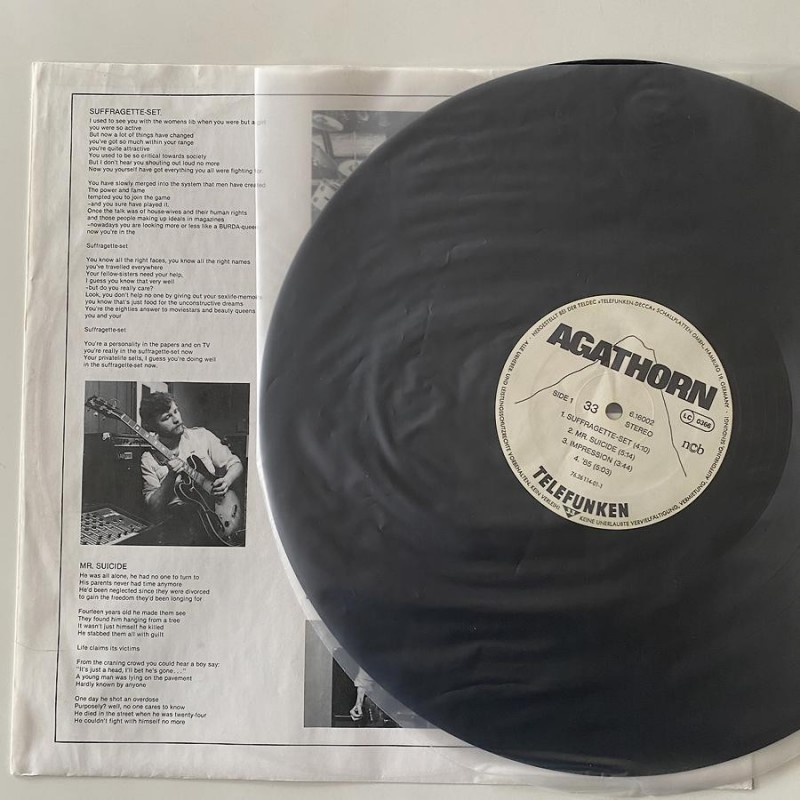 SUFFRAGETTE-SET
I used to see you with the womens lib when you were but a girl
you were so active
But now a lot of things have changed
you've got so much within your range
you're quite attractive
You used to be so critical towards society
But I don't hear you shouting out loud no more
Now you yourself have got everything you all were fighting for
You have slowly merged into the system that men have created
The power and fame
tempted you to join the game
-and you sure have played it.
Once the talk was of house-wives and their human rights
and those people making up ideals in magazines
-nowadays you are looking more or less like a BURDA-queen
now you're in the
Suffragette-set
You know all the right faces, you know all the right names
you've travelled everywhere
Your fellow-sisters need your help,
I guess you know that very well
-but do you really care?
Look, you don't help no one by giving out your sexlife-memoirs
you know that's just food for the unconstructive dreams
You're the eighties answer to moviestars and beauty queens
you and your
Suffragette-set
You're a personality in the papers and on TV
you're really in the suffragette-set now
Your privatelife sells, I guess you're doing well
in the suffragette-set now.
MR. SUICIDE
He was all alone, he had no one to turn to
His parents never had time anymore
He'd been neglected since they were divorced
to gain the freedom they'd been longing for
Fourteen years old he made them see
They found him hanging from a tree
It wasn't just himself he killed
He stabbed them all with guilt
Life claims its victims
From the craning crowd you could hear a boy say:
"It's just a head, I'll bet he's gone..."
A young man was lying on the pavement
Hardly known by anyone
One day he shot an overdose
Purposely? well, no one cares to know
He died in the street when he was twenty-four
He couldn't fight with himself no more
HERGESTELLT BEI DER TELDEC »TELEFUNKEN-DECCA« SCHALLPLATTEN GMBH, HAMBURG 19, GERMANY
AGATHORN
SIDE 1
33
6.16002
STEREO
LC 0366
ncb
1. SUFFRAGETTE-SET (4:10)
2. MR. SUICIDE (5:14)
3. IMPRESSION (3:44)
4. '85 (5:03)
TELEFUNKEN
33
KEINE UNERLAUBTE VERVIELFÄLTIGUNG, VERMIETUNG, AUFFÜHRUNG, SENDUNG!